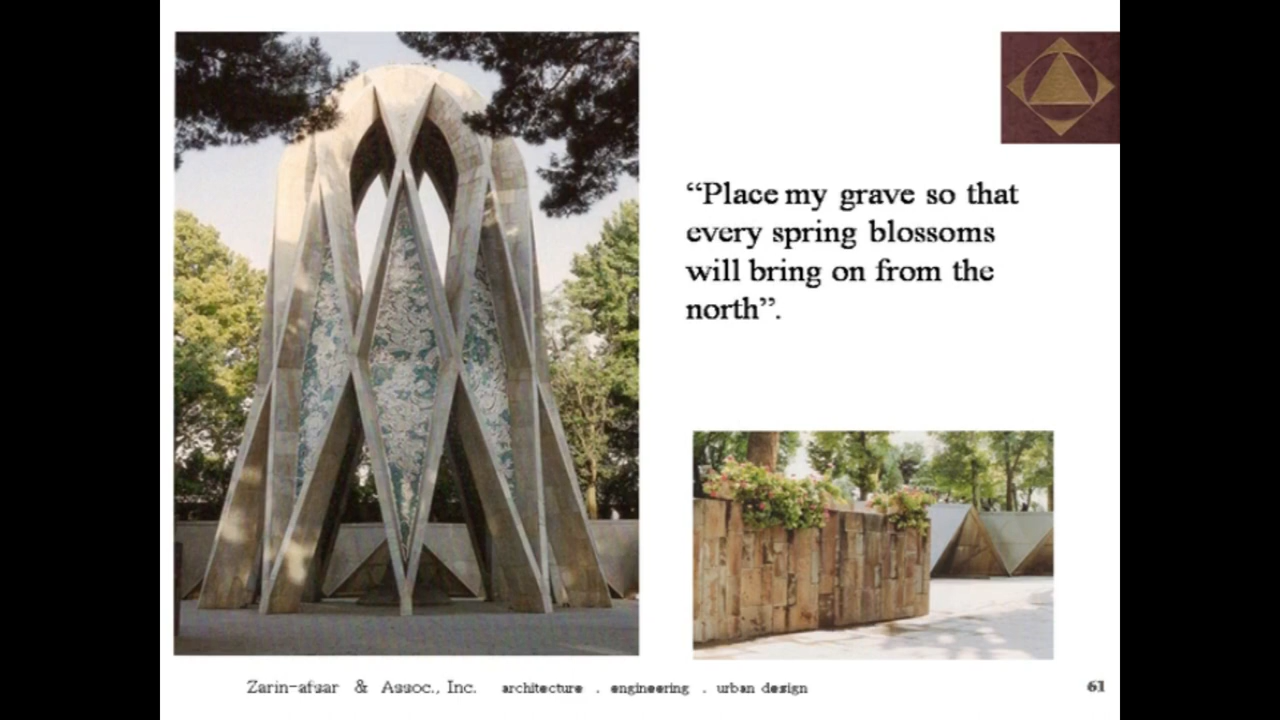 “Place my grave so that
every spring blossoms
will bring on from the
north”.
Zarin-afsar & Assoc., Inc. architecture . engineering . urban design 61